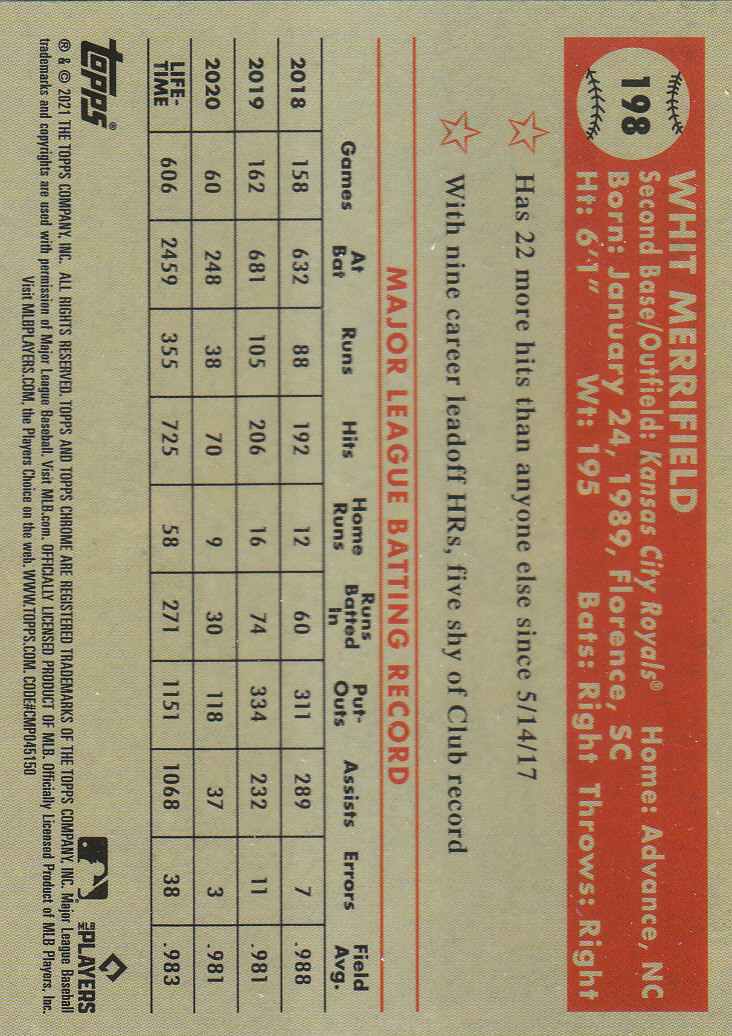 198
WHIT MERRIFIELD
Second Base/Outfield: Kansas City Royals® Home: Advance, NC
Born: January 24, 1989, Florence, SC
Ht: 6'1" Wt: 195 Bats: Right Throws: Right
Has 22 more hits than anyone else since 5/14/17
With nine career leadoff HRs, five shy of Club record
MAJOR LEAGUE BATTING RECORD
Games At Bat Runs Hits Home Runs Runs Batted In Put-Outs Assists Errors Field Avg.
2018 158 632 88 192 12 60 311 289 7 .988
2019 162 681 105 206 16 74 334 232 11 .981
2020 60 248 38 70 9 30 118 37 3 .981
LIFE-TIME 606 2459 355 725 58 271 1151 1068 38 .983
topps®
MLB PLAYERS
® & © 2021 THE TOPPS COMPANY, INC. ALL RIGHTS RESERVED. TOPPS AND TOPPS CHROME ARE REGISTERED TRADEMARKS OF THE TOPPS COMPANY, INC. Major League Baseball
trademarks and copyrights are used with permission of Major League Baseball. Visit MLB.com. OFFICIALLY LICENSED PRODUCT OF MLB. Officially Licensed Product of MLB Players, Inc.
Visit MLBPLAYERS.COM, the Players Choice on the web. WWW.TOPPS.COM. CODE#CMP045150